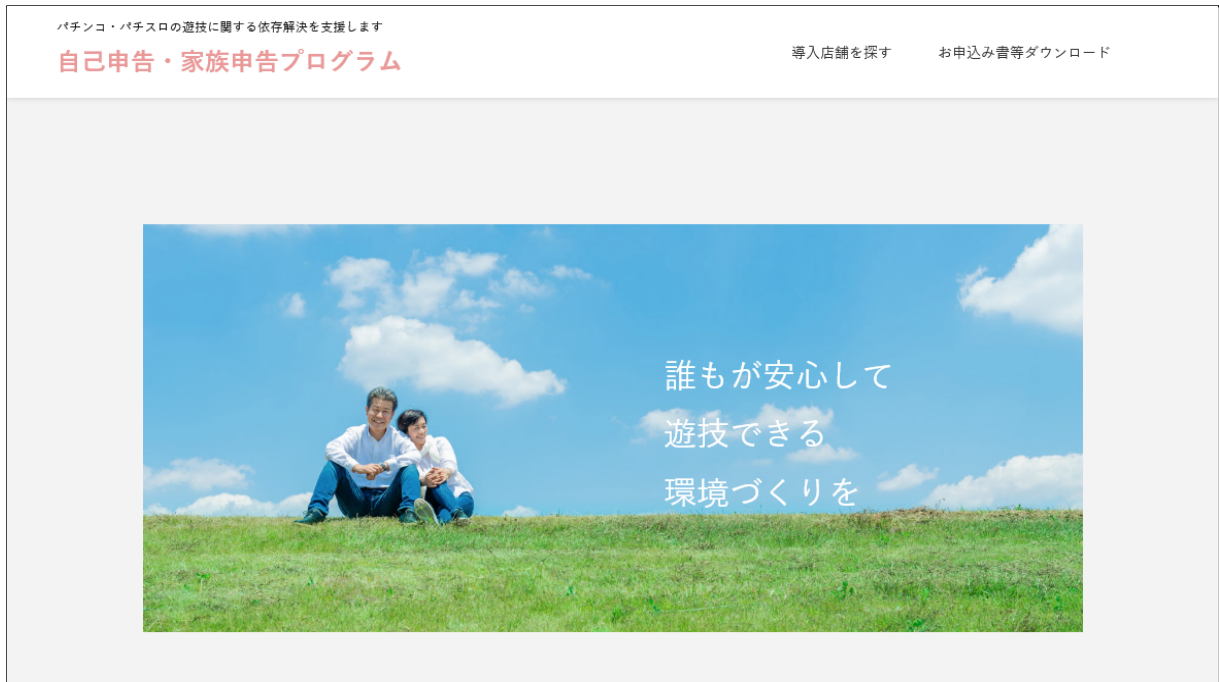 パチンコ・パチスロの遊技に関する依存解決を支援します
自己申告・家族申告プログラム
導入店舗を探す
お申込み書等ダウンロード
誰もが安心して
遊技できる
環境づくりを